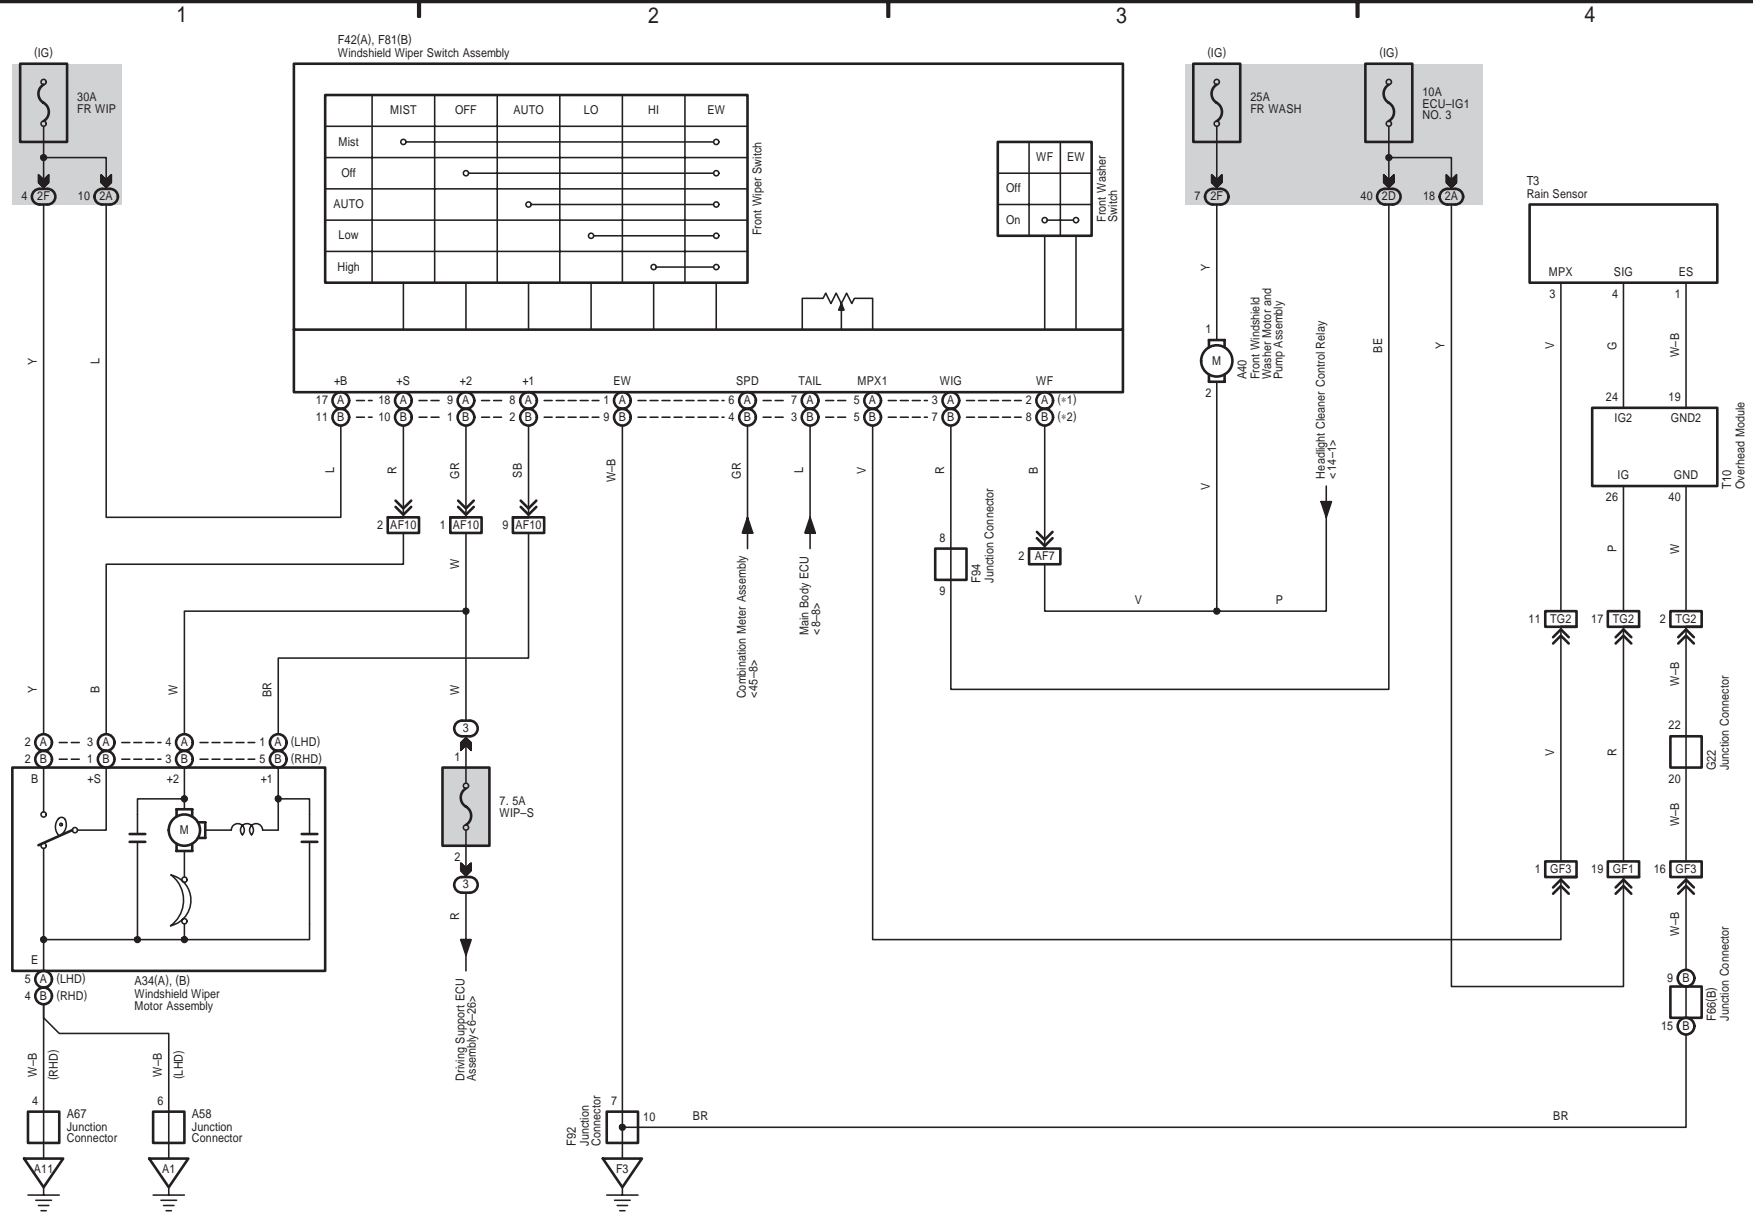 1
2
3
4
(IG)
30A
FR WIP
4 2F
10 2A
F42(A), F81(B)
Windshield Wiper Switch Assembly
MIST OFF AUTO LO HI EW
Mist
Off
AUTO
Low
High
Front Wiper Switch
WF EW
Off
On
Front Washer
Switch
(IG)
25A
FR WASH
7 2F
(IG)
10A
ECU–IG1
NO. 3
40 2D
18 2A
T3
Rain Sensor
MPX SIG ES
3 4 1
Y
L
+B +S +2 +1 EW SPD TAIL MPX1 WIG WF
17 A 18 A 9 A 8 A 1 A 6 A 7 A 5 A 3 A 2 A (*1)
11 B 10 B 1 B 2 B 9 B 4 B 3 B 5 B 7 B 8 B (*2)
L
R
GR
SB
W–B
GR
L
V
R
B
2 AF10
1 AF10
9 AF10
W
Y
1
M
2
A40
Front Windshield
Washer Motor and
Pump Assembly
V
Headlight Cleaner Control Relay
<14–1>
BE
Y
V
G
W–B
24 19
IG2 GND2
IG GND
26 40
T10
Overhead Module
P
W
8
9
F94
Junction Connector
2 AF7
V
P
Combination Meter Assembly
<45–8>
Main Body ECU
<8–8>
11 TG2
17 TG2
2 TG2
W–B
22
20
G22
Junction Connector
V
R
W–B
1 GF3
19 GF1
16 GF3
W–B
9 B
15 B
F66(B)
Junction Connector
Y
B
W
BR
W
2 A 3 A 4 A 1 A (LHD)
2 B 1 B 3 B 5 B (RHD)
B +S +2 +1
M
E
3
1
7. 5A
WIP–S
2
3
R
Driving Support ECU
Assembly<6–26>
5 A (LHD)
4 B (RHD)
A34(A), (B)
Windshield Wiper
Motor Assembly
W–B
(RHD)
W–B
(LHD)
4
A67
Junction
Connector
6
A58
Junction
Connector
A11
A1
F92
Junction
Connector
7
10
BR
BR
F3